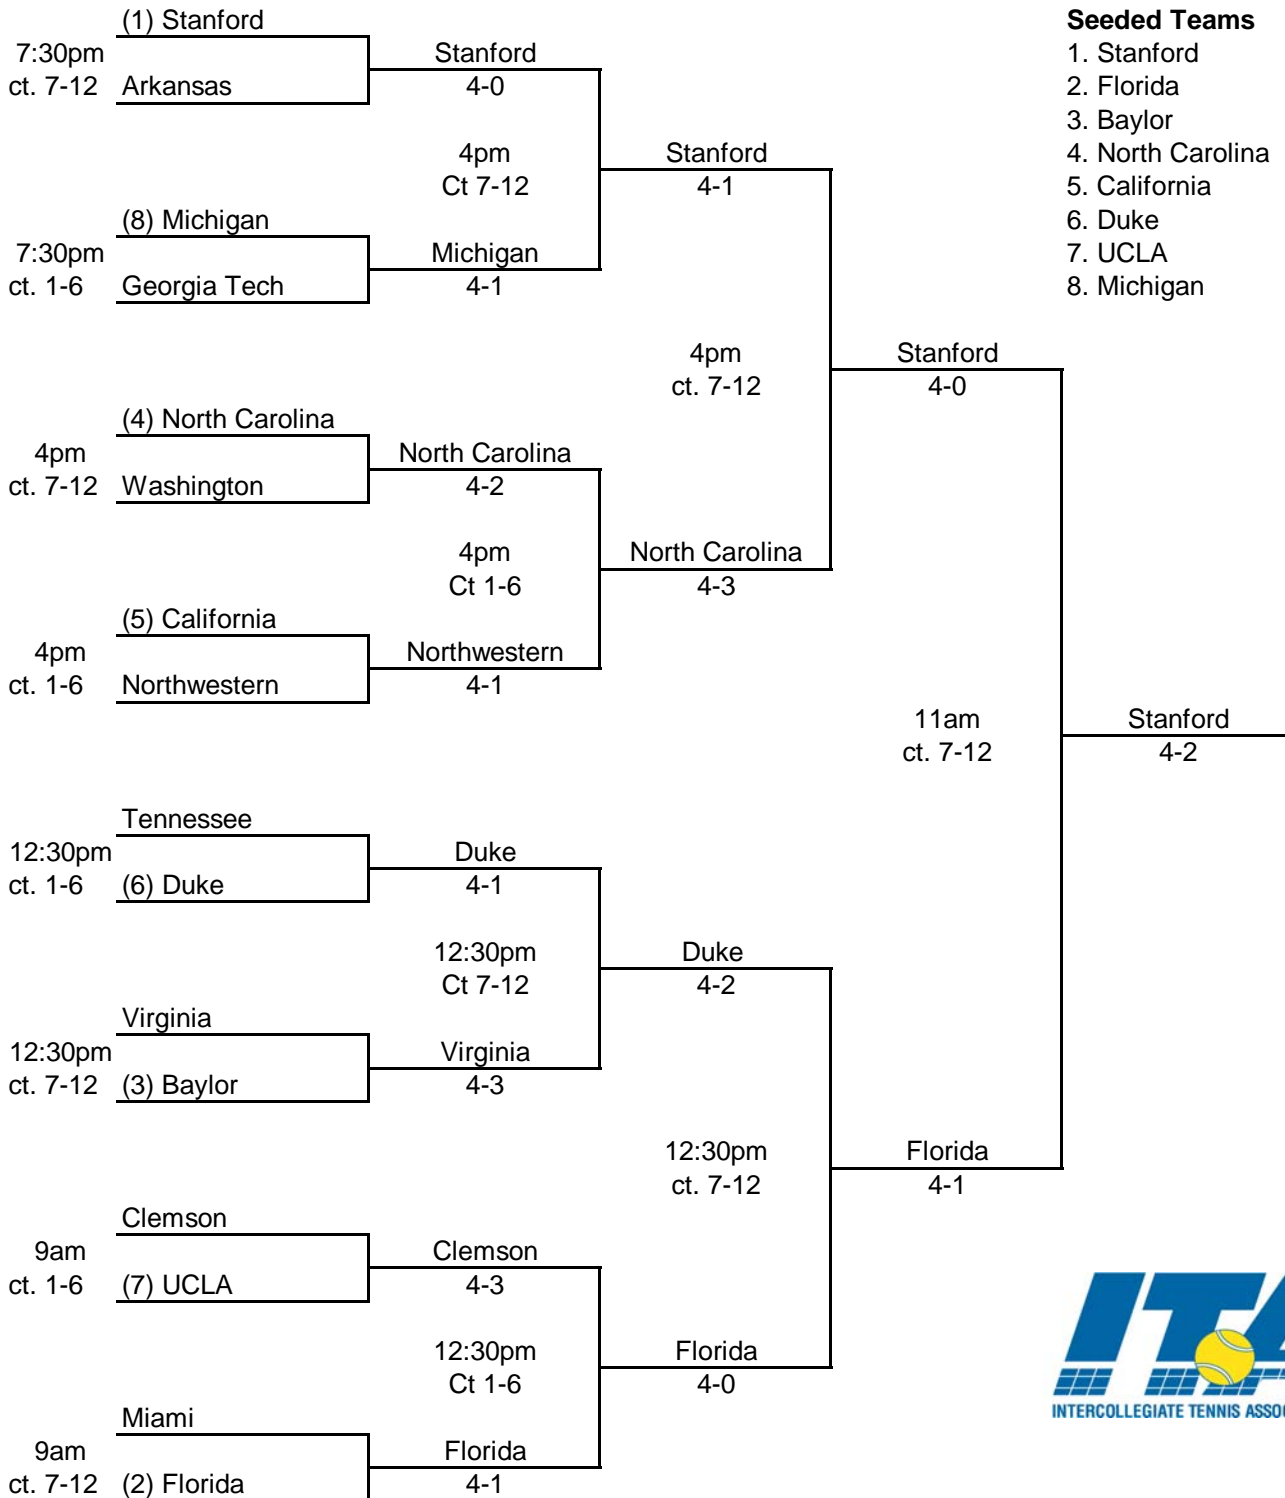 (1) Stanford
7:30pm
ct. 7-12
Arkansas
Stanford
4-0
4pm
Ct 7-12
Stanford
4-1
(8) Michigan
7:30pm
ct. 1-6
Georgia Tech
Michigan
4-1
4pm
ct. 7-12
Stanford
4-0
(4) North Carolina
4pm
ct. 7-12
Washington
North Carolina
4-2
4pm
Ct 1-6
North Carolina
4-3
(5) California
4pm
ct. 1-6
Northwestern
Northwestern
4-1
11am
ct. 7-12
Stanford
4-2
Tennessee
12:30pm
ct. 1-6
(6) Duke
Duke
4-1
12:30pm
Ct 7-12
Duke
4-2
Virginia
12:30pm
ct. 7-12
(3) Baylor
Virginia
4-3
12:30pm
ct. 7-12
Florida
4-1
Clemson
9am
ct. 1-6
(7) UCLA
Clemson
4-3
12:30pm
Ct 1-6
Florida
4-0
Miami
9am
ct. 7-12
(2) Florida
Florida
4-1
Seeded Teams
1. Stanford
2. Florida
3. Baylor
4. North Carolina
5. California
6. Duke
7. UCLA
8. Michigan
ITA
INTERCOLLEGIATE TENNIS